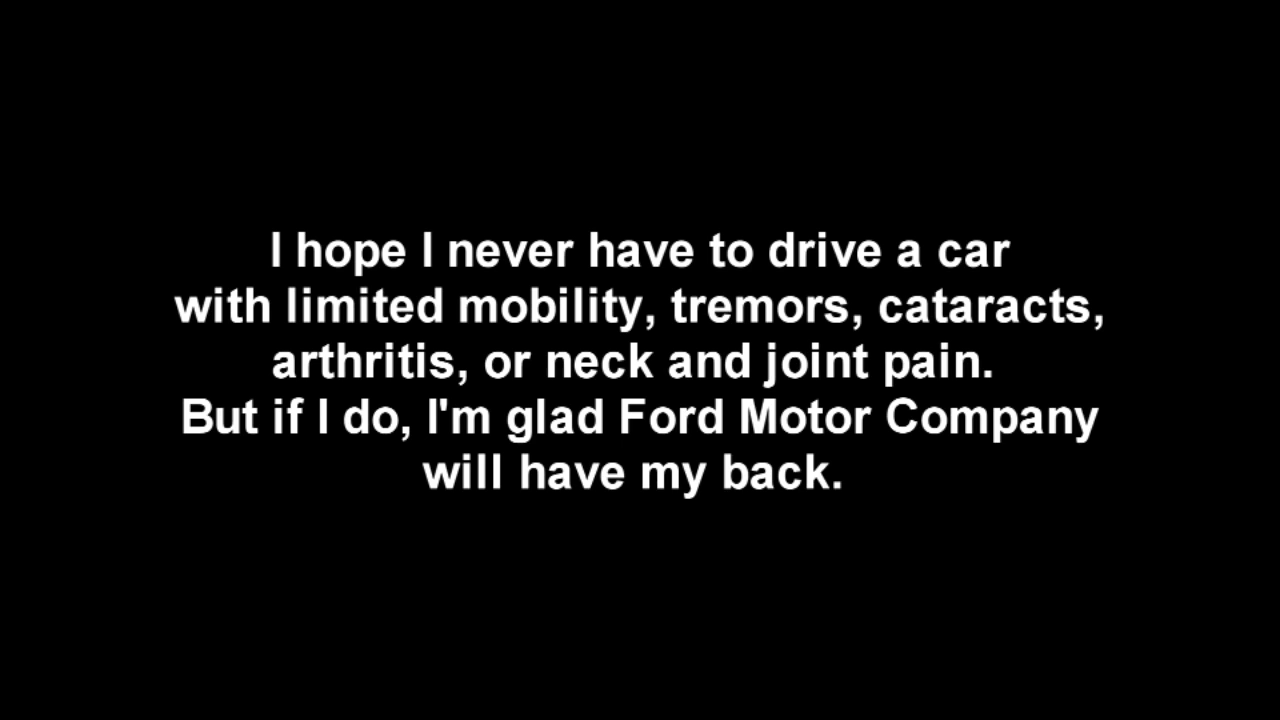 I hope I never have to drive a car
with limited mobility, tremors, cataracts,
arthritis, or neck and joint pain.
But if I do, I'm glad Ford Motor Company
will have my back.